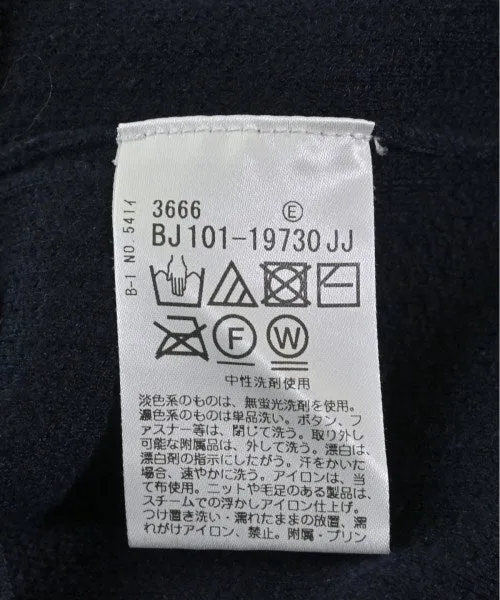 3666 E
BJ101-19730JJ
B-1 NO.541イ
F W
中性洗剤使用
淡色系のものは、無蛍光洗剤を使用。
濃色系のものは単品洗い。ボタン、フ
ァスナー等は、閉じて洗う。取り外し
可能な附属品は、外して洗う。漂白は、
漂白剤の指示にしたがう。汗をかいた
場合、速やかに洗う。アイロンは、当
て布使用。ニットや毛足のある製品は、
スチームでの浮かしアイロン仕上げ。
つけ置き洗い・濡れたままの放置、濡
れがけアイロン、禁止。附属・プリン